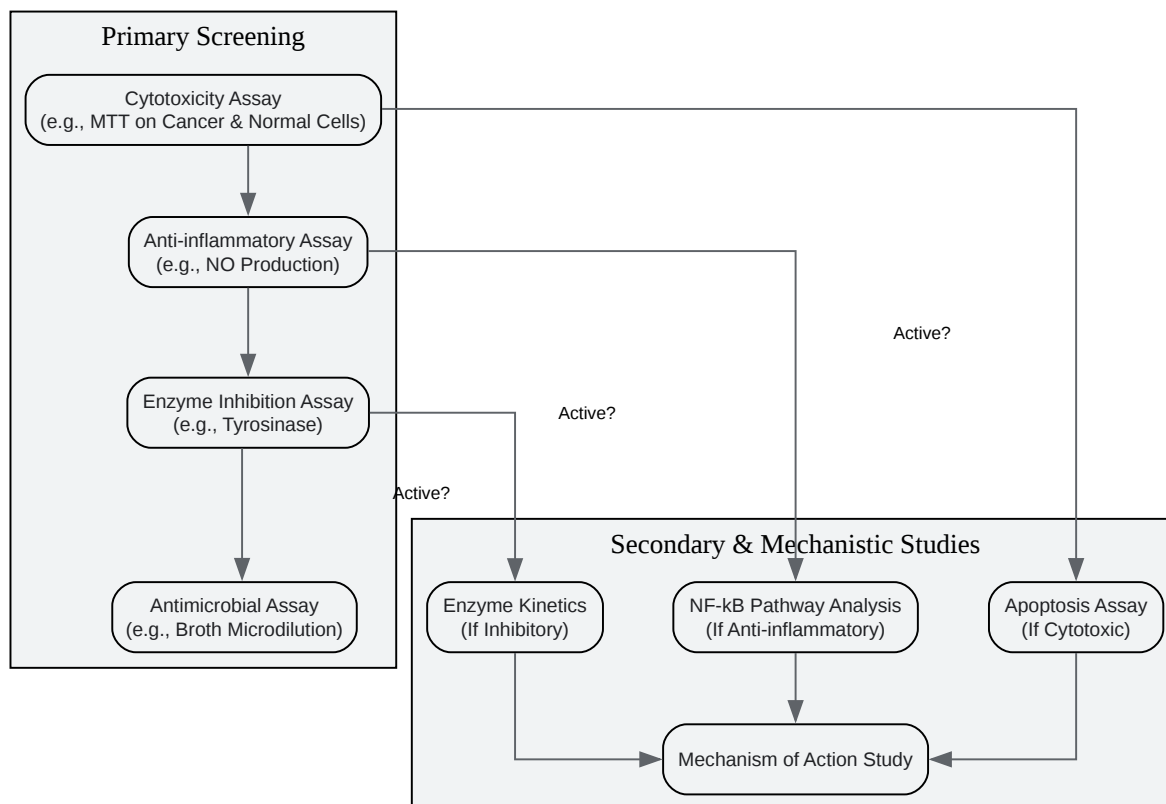 Primary Screening
Cytotoxicity Assay
(e.g., MTT on Cancer & Normal Cells)
Anti-inflammatory Assay
(e.g., NO Production)
Active?
Enzyme Inhibition Assay
(e.g., Tyrosinase)
Active?
Active?
Secondary & Mechanistic Studies
Antimicrobial Assay
(e.g., Broth Microdilution)
Enzyme Kinetics
(If Inhibitory)
NF-kB Pathway Analysis
(If Anti-inflammatory)
Apoptosis Assay
(If Cytotoxic)
Mechanism of Action Study